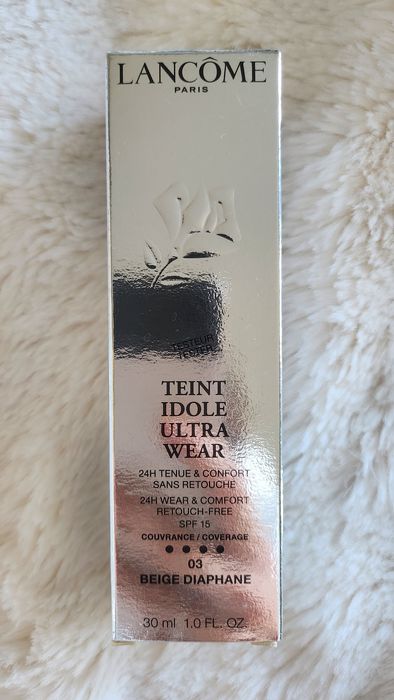 LANCÔME
PARIS
TESTEUR
TESTER
TEINT
IDOLE
ULTRA
WEAR
24H TENUE & CONFORT
SANS RETOUCHE
24H WEAR & COMFORT
RETOUCH-FREE
SPF 15
COUVRANCE / COVERAGE
03
BEIGE DIAPHANE
30 ml 1.0 FL. OZ.